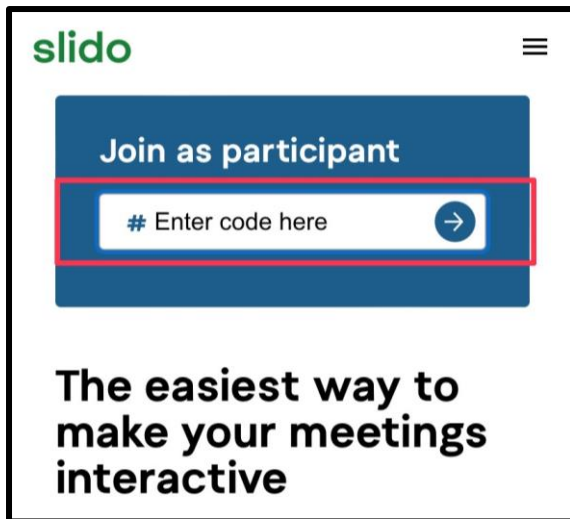 slido
Join as participant
# Enter code here
The easiest way to
make your meetings
interactive